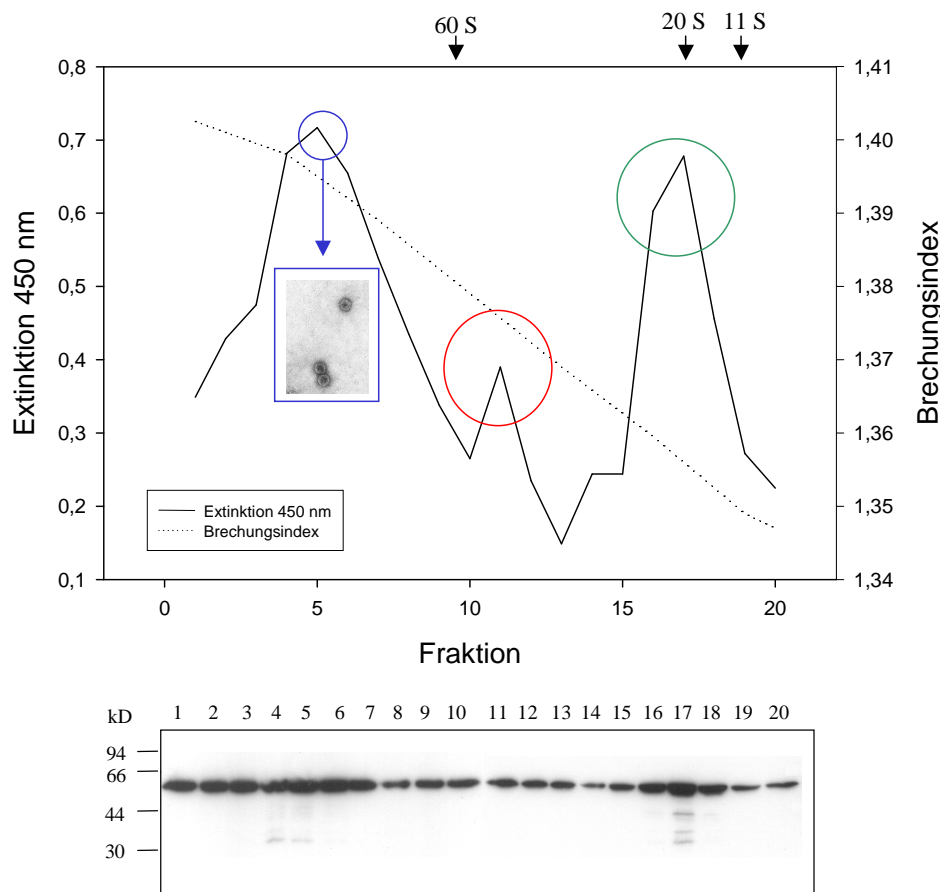 60 S 20 S 11 S
0,8 1,41
0,7 1,40
0,6 1,39
0,5 1,38
0,4 1,37
0,3 1,36
0,2 1,35
0,1 1,34
Extinktion 450 nm
Brechungsindex
Extinktion 450 nm
Brechungsindex
0 5 10 15 20
Fraktion
kD 1 2 3 4 5 6 7 8 9 10 11 12 13 14 15 16 17 18 19 20
94
66
44
30